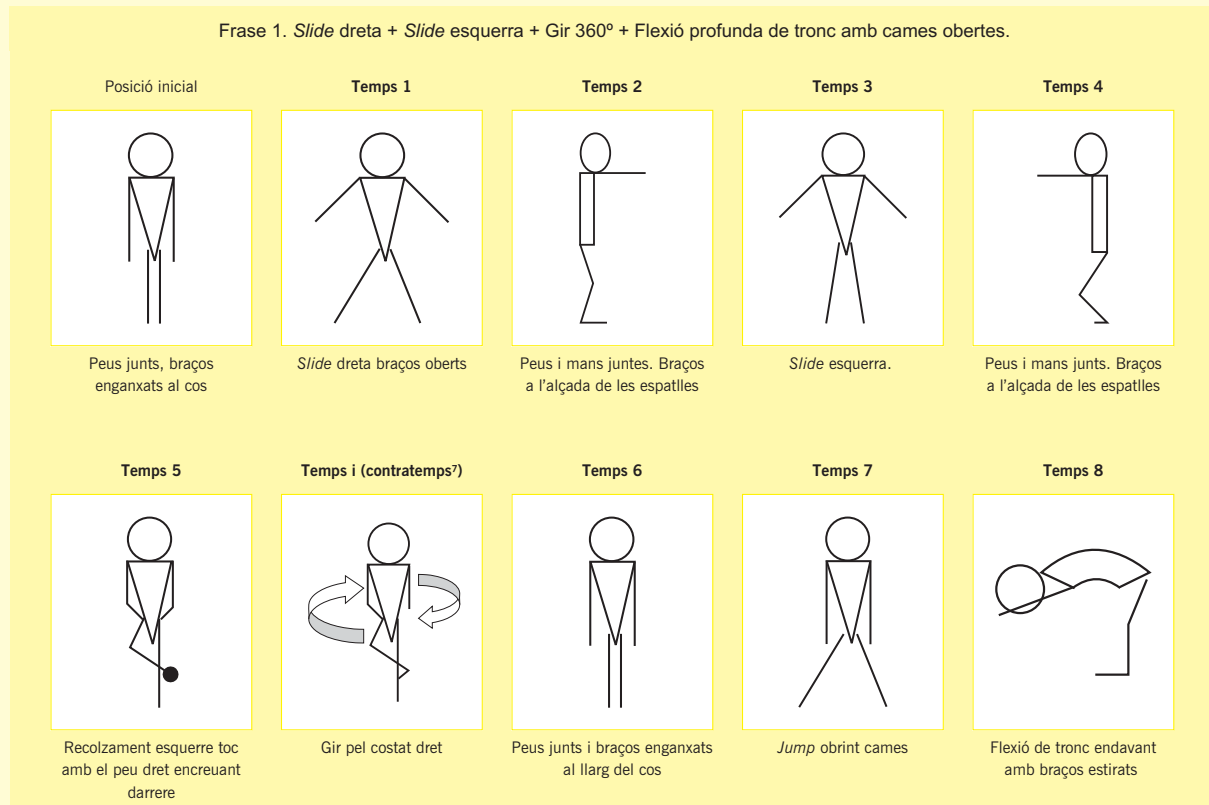 Frase 1. Slide dreta + Slide esquerra + Gir 360º + Flexió profunda de tronc amb cames obertes.
Posició inicial
Temps 1
Temps 2
Temps 3
Temps 4
Peus junts, braços
enganxats al cos
Slide dreta braços oberts
Peus i mans juntes. Braços
a l’alçada de les espatlles
Slide esquerra.
Peus i mans junts. Braços
a l’alçada de les espatlles
Temps 5
Temps i (contratemps⁷)
Temps 6
Temps 7
Temps 8
Recolzament esquerre toc
amb el peu dret encreuant
darrere
Gir pel costat dret
Peus junts i braços enganxats
al llarg del cos
Jump obrint cames
Flexió de tronc endavant
amb braços estirats